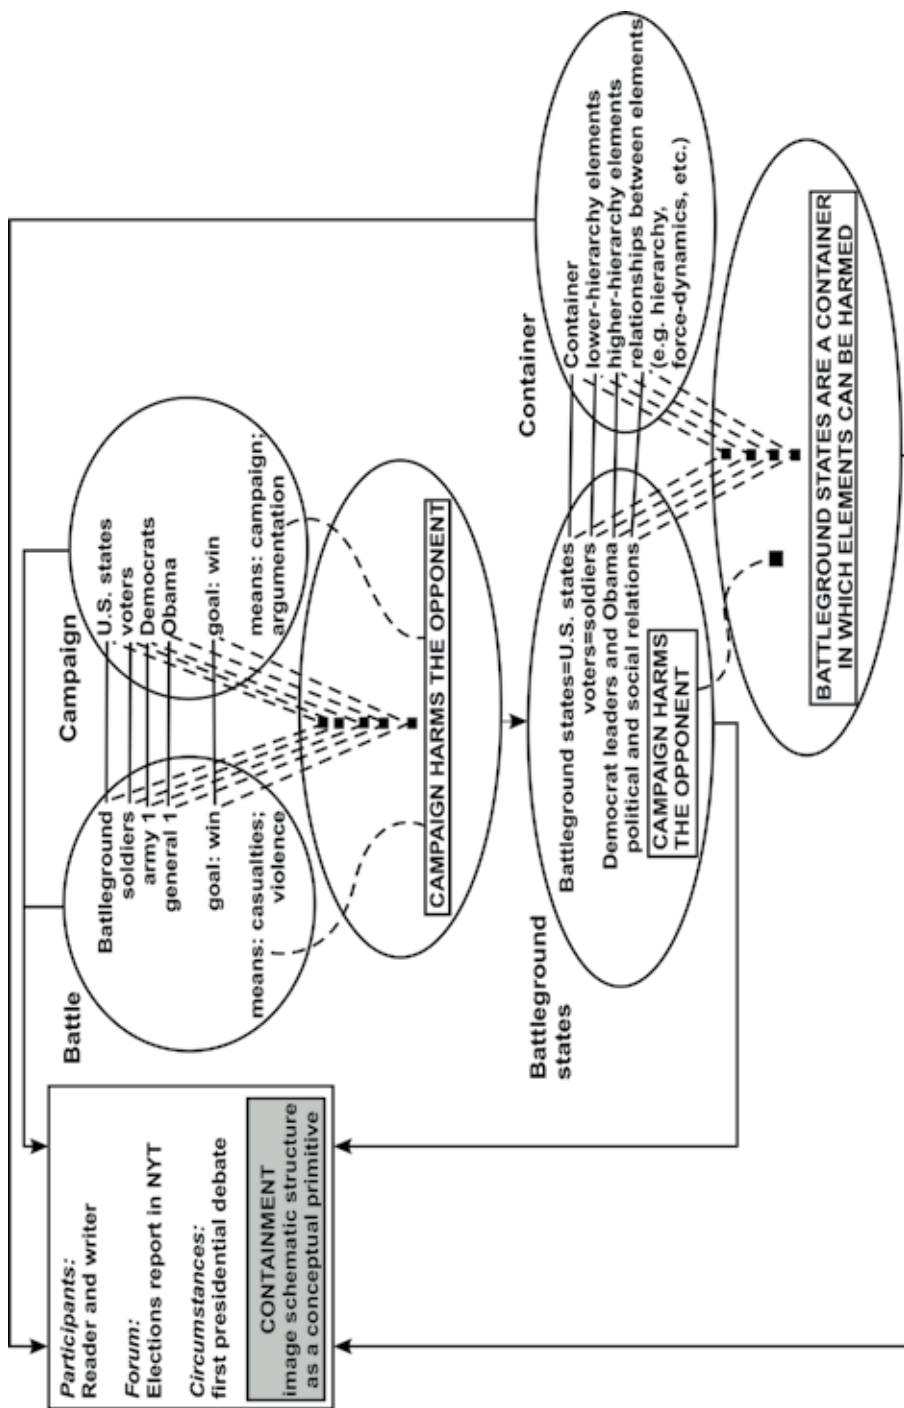 Participants:
Reader and writer
Forum:
Elections report in NYT
Circumstances:
first presidential debate
CONTAINMENT
image schematic structure
as a conceptual primitive
Battle
Batlleground
soldiers
army 1
general 1
goal: win
means: casualties;
violence
Campaign
U.S. states
voters
Democrats
Obama
goal: win
means: campaign;
argumentation
CAMPAIGN HARMS THE OPPONENT
Battleground
states
Battleground states=U.S. states
voters=soldiers
Democrat leaders and Obama
political and social relations
CAMPAIGN HARMS
THE OPPONENT
Container
Container
lower-hierarchy elements
higher-hierarchy elements
relationships between elements
(e.g. hierarchy,
force-dynamics, etc.)
BATTLEGROUND STATES ARE A CONTAINER
IN WHICH ELEMENTS CAN BE HARMED